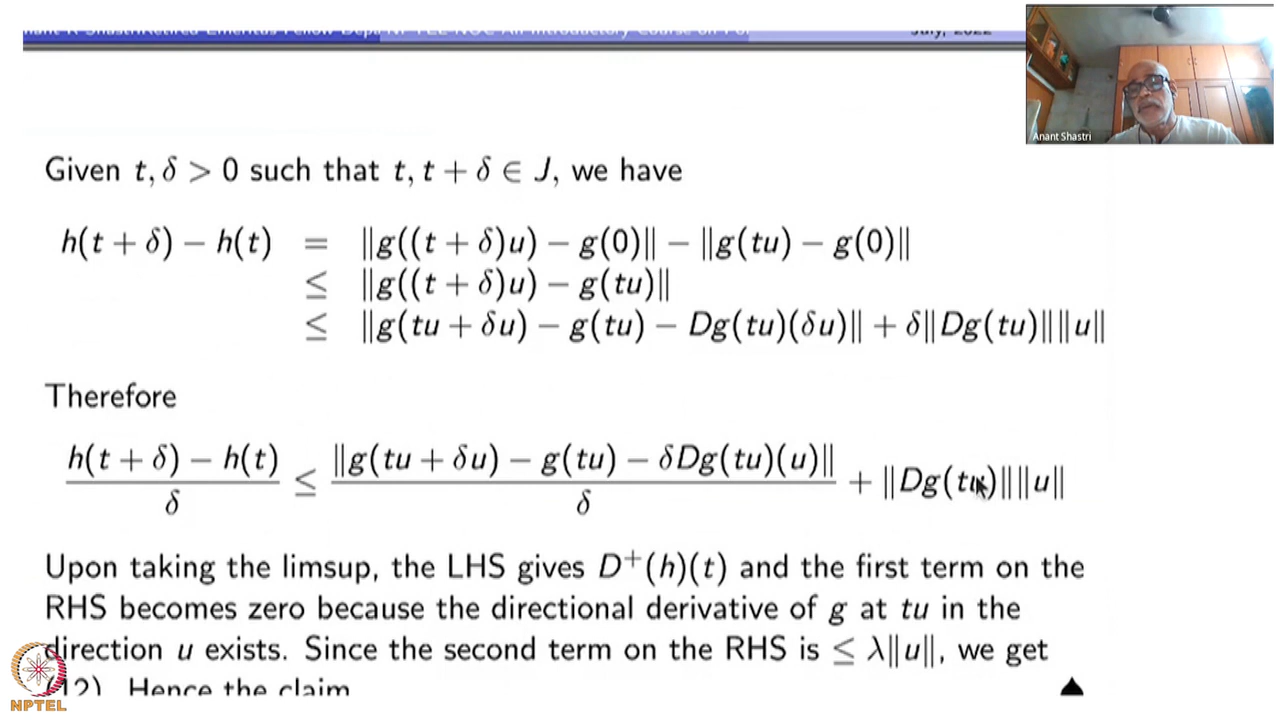 July, 2022
Anant Shastri
Given t, δ > 0 such that t, t + δ ∈ J, we have
h(t + δ) − h(t) = ‖g((t + δ)u) − g(0)‖ − ‖g(tu) − g(0)‖
≤ ‖g((t + δ)u) − g(tu)‖
≤ ‖g(tu + δu) − g(tu) − Dg(tu)(δu)‖ + δ‖Dg(tu)‖‖u‖
Therefore
h(t + δ) − h(t) / δ ≤ ‖g(tu + δu) − g(tu) − δDg(tu)(u)‖ / δ + ‖Dg(tu)‖‖u‖
Upon taking the limsup, the LHS gives D⁺(h)(t) and the first term on the
RHS becomes zero because the directional derivative of g at tu in the
direction u exists. Since the second term on the RHS is ≤ λ‖u‖, we get
(12). Hence the claim
NPTEL